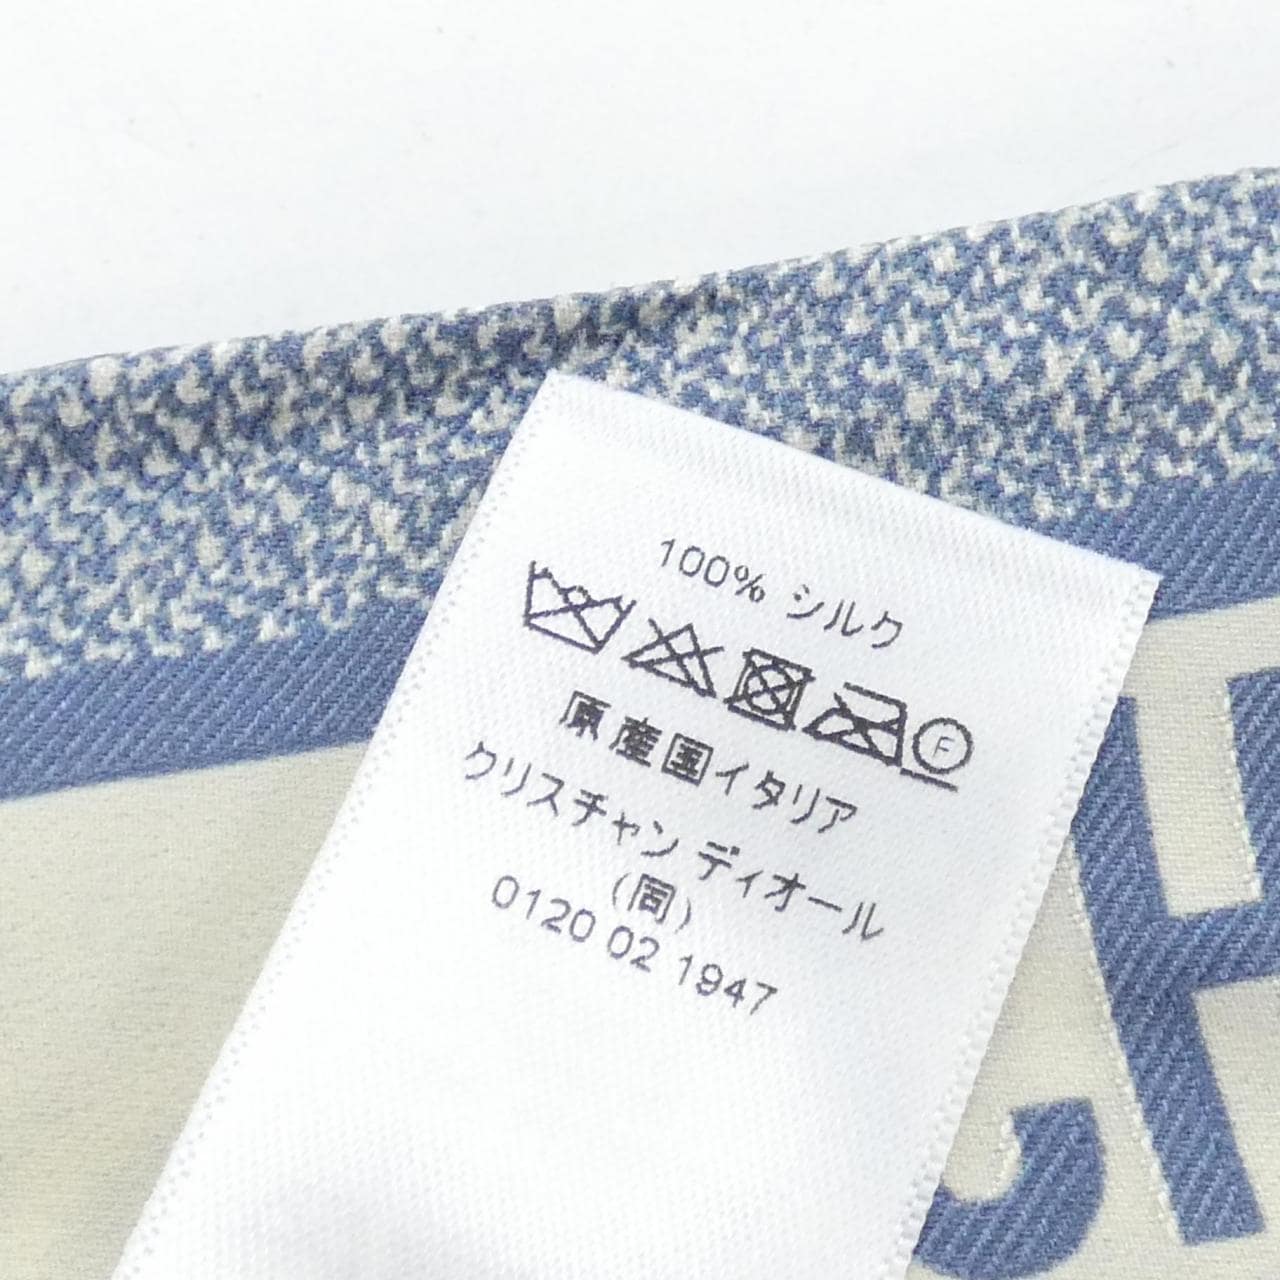 100% シルク
F
原産国イタリア
クリスチャン ディオール
(同)
0120 02 1947
CH